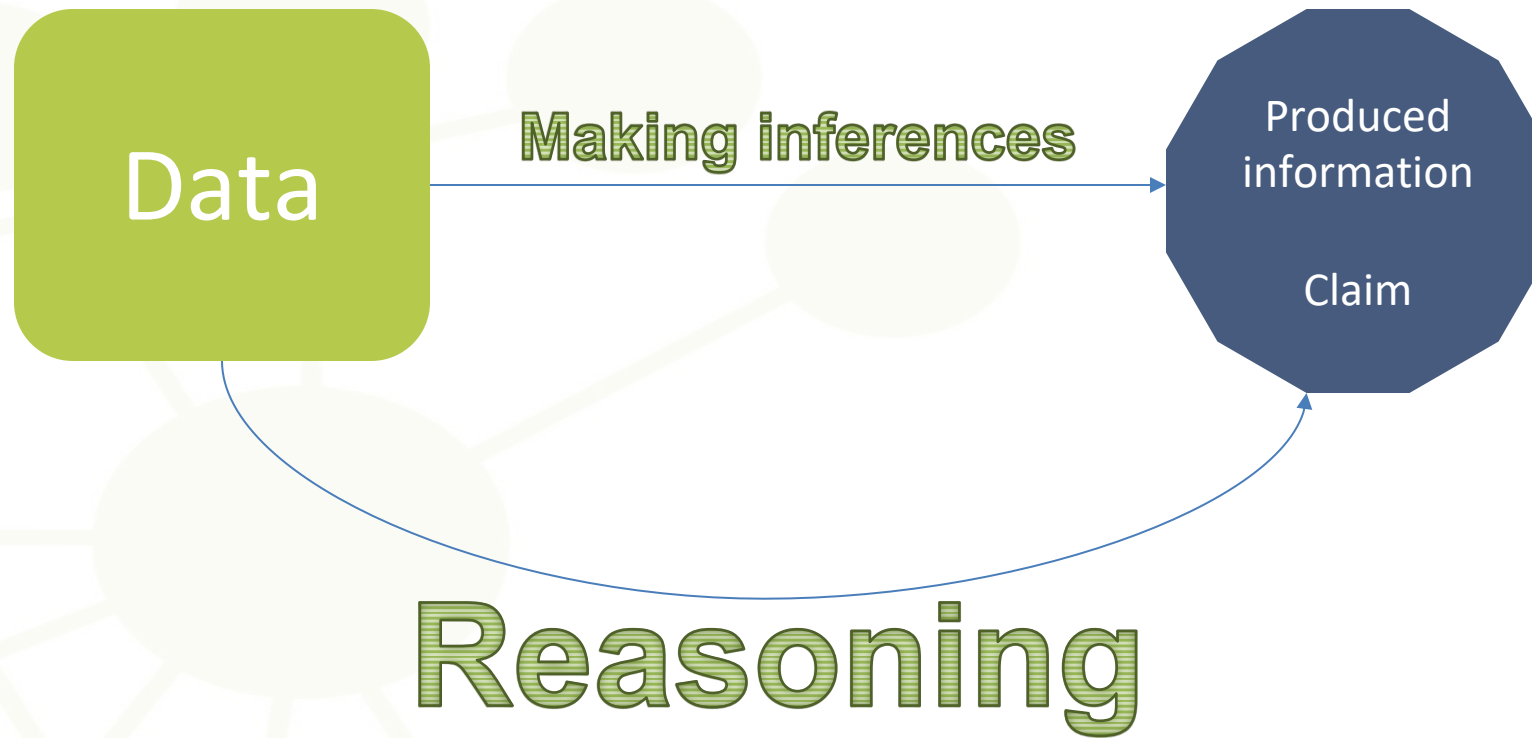 Data
Making inferences
Produced
information
Claim
Reasoning